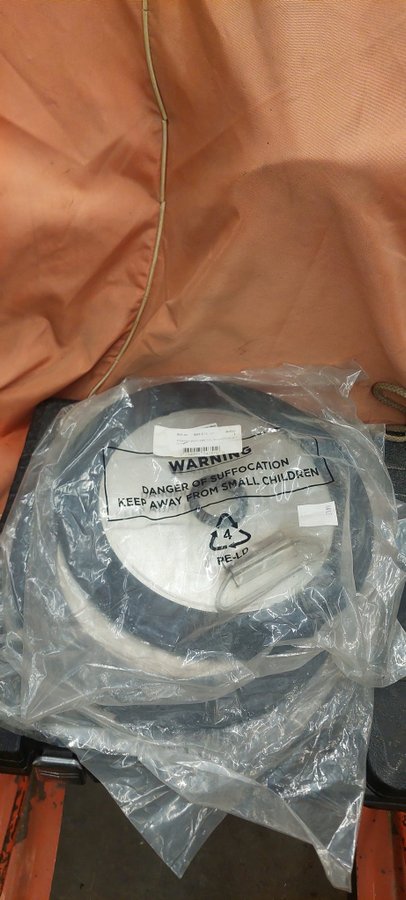 WARNING
DANGER OF SUFFOCATION
KEEP AWAY FROM SMALL CHILDREN
4
PE-LD